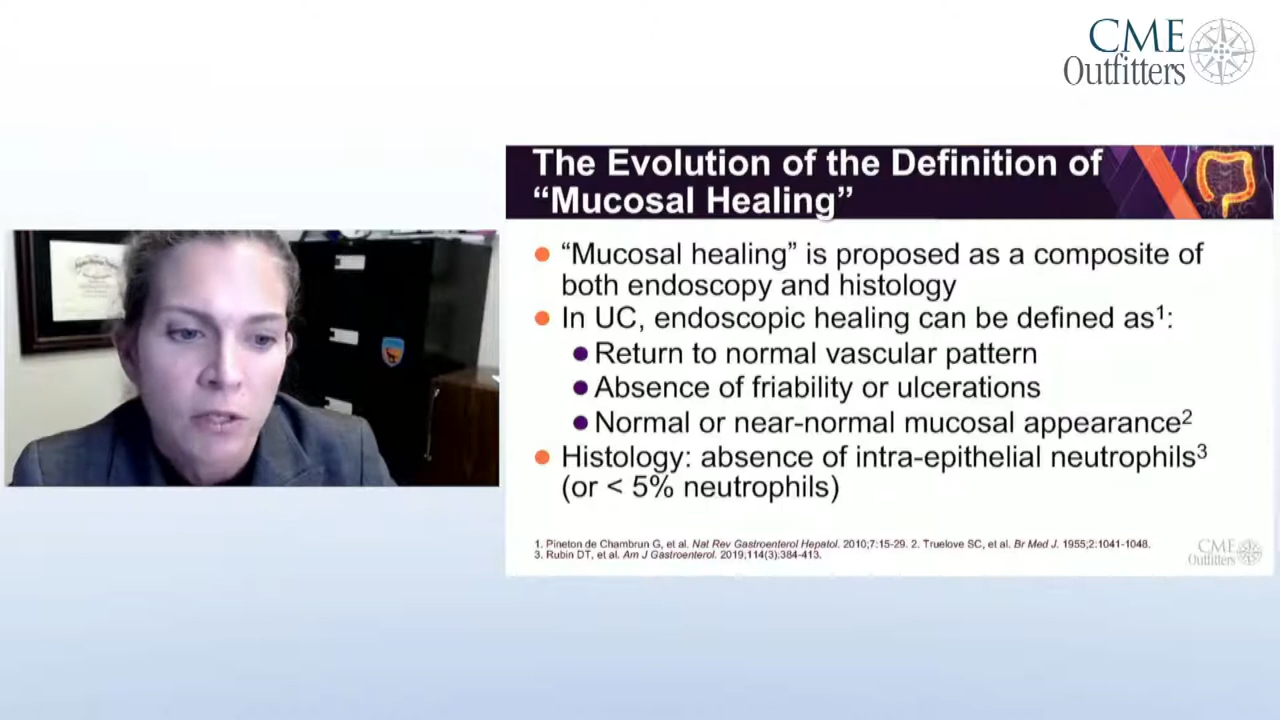 CME
Outfitters
The Evolution of the Definition of
“Mucosal Healing”
“Mucosal healing” is proposed as a composite of
both endoscopy and histology
In UC, endoscopic healing can be defined as1:
Return to normal vascular pattern
Absence of friability or ulcerations
Normal or near-normal mucosal appearance2
Histology: absence of intra-epithelial neutrophils3
(or < 5% neutrophils)
1. Pineton de Chambrun G, et al. Nat Rev Gastroenterol Hepatol. 2010;7:15-29. 2. Truelove SC, et al. Br Med J. 1955;2:1041-1048.
3. Rubin DT, et al. Am J Gastroenterol. 2019;114(3):384-413.
CME
Outfitters